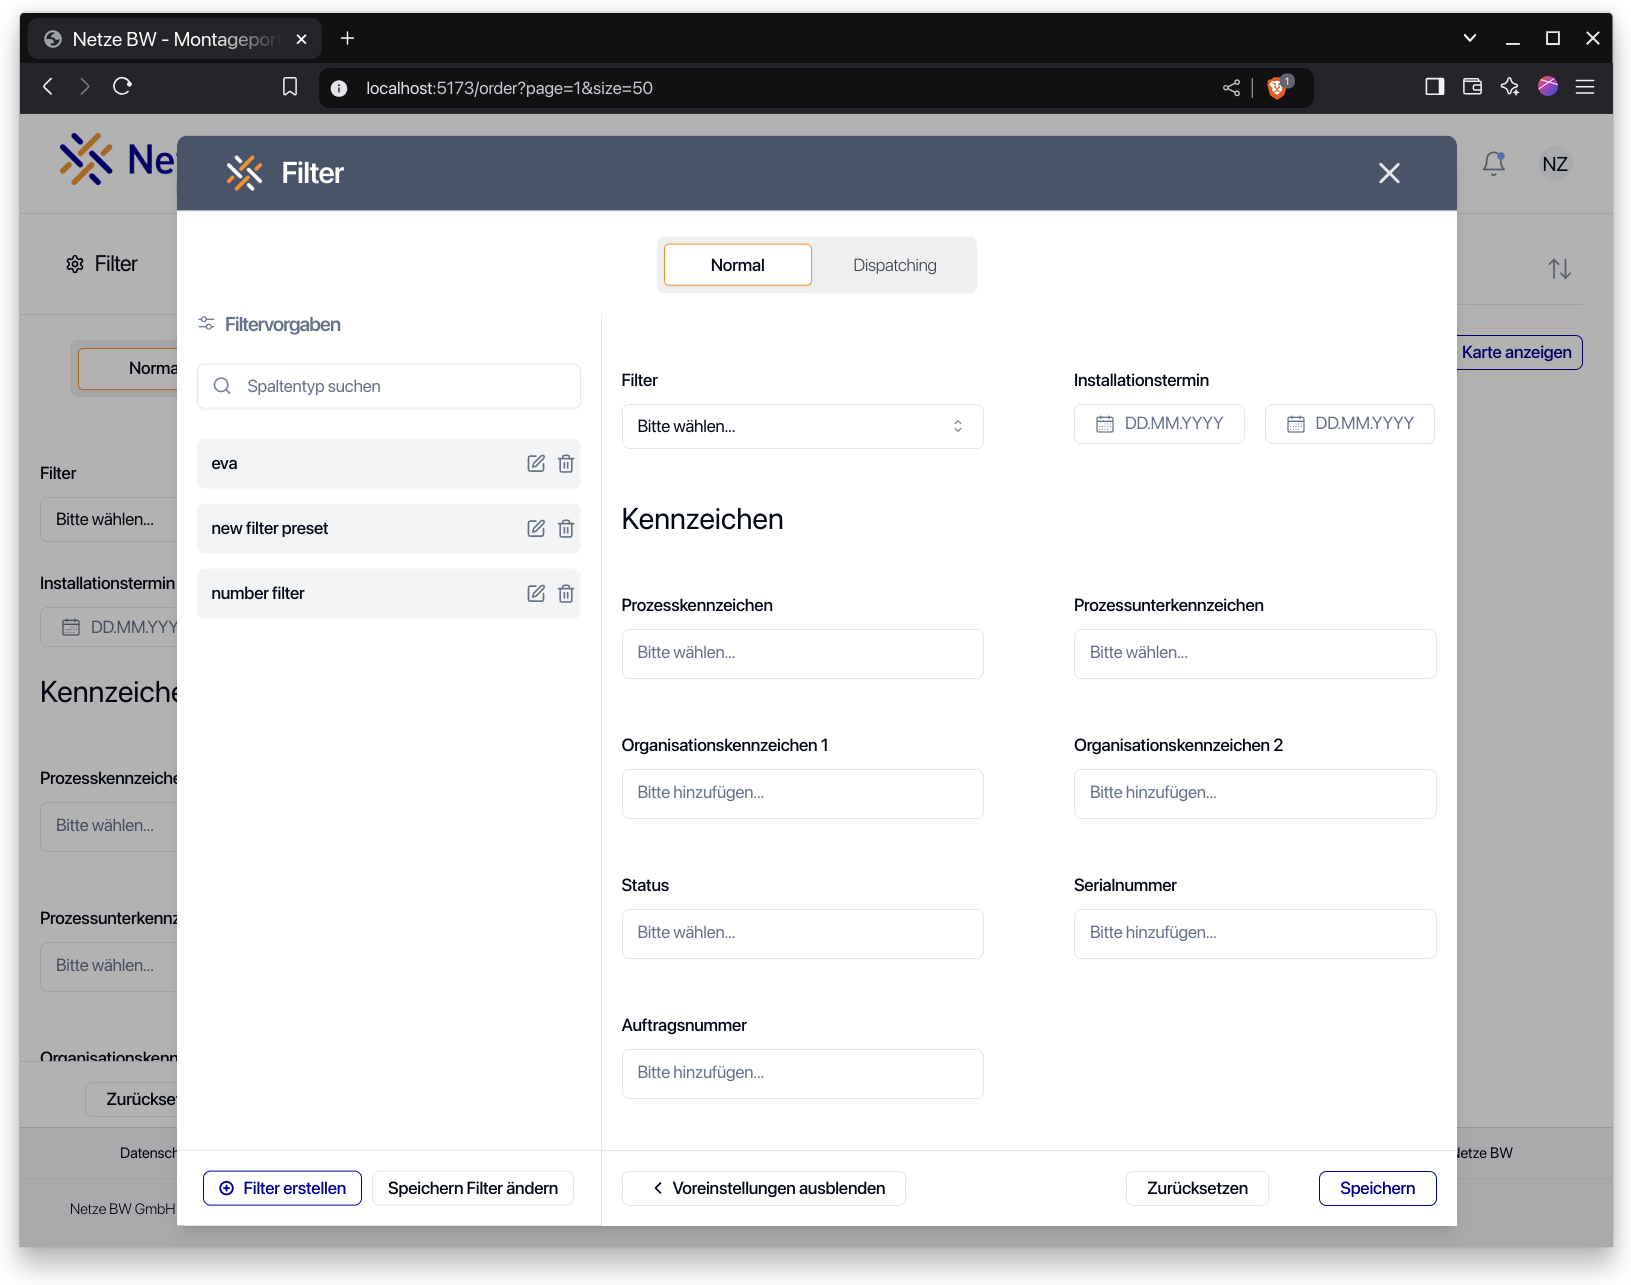 Netze BW - Montagepor
localhost:5173/order?page=1&size=50
1
Net
Filter
NZ
Filter
Normal
Dispatching
Filtervorgaben
Spaltentyp suchen
eva
new filter preset
number filter
Filter
Bitte wählen...
Installationstermin
DD.MM.YYYY
DD.MM.YYYY
Kennzeichen
Prozesskennzeichen
Bitte wählen...
Prozessunterkennzeichen
Bitte wählen...
Organisationskennzeichen 1
Bitte hinzufügen...
Organisationskennzeichen 2
Bitte hinzufügen...
Status
Bitte wählen...
Serialnummer
Bitte hinzufügen...
Auftragsnummer
Bitte hinzufügen...
Filter erstellen
Speichern Filter ändern
Voreinstellungen ausblenden
Zurücksetzen
Speichern
Norma
Karte anzeigen
Filter
Bitte wählen...
Installationstermin
DD.MM.YYY
Kennzeiche
Prozesskennzeiche
Bitte wählen...
Prozessunterkennz
Bitte wählen...
Organisationskenn
Zurückse
Datensch
Netze BW
Netze BW GmbH